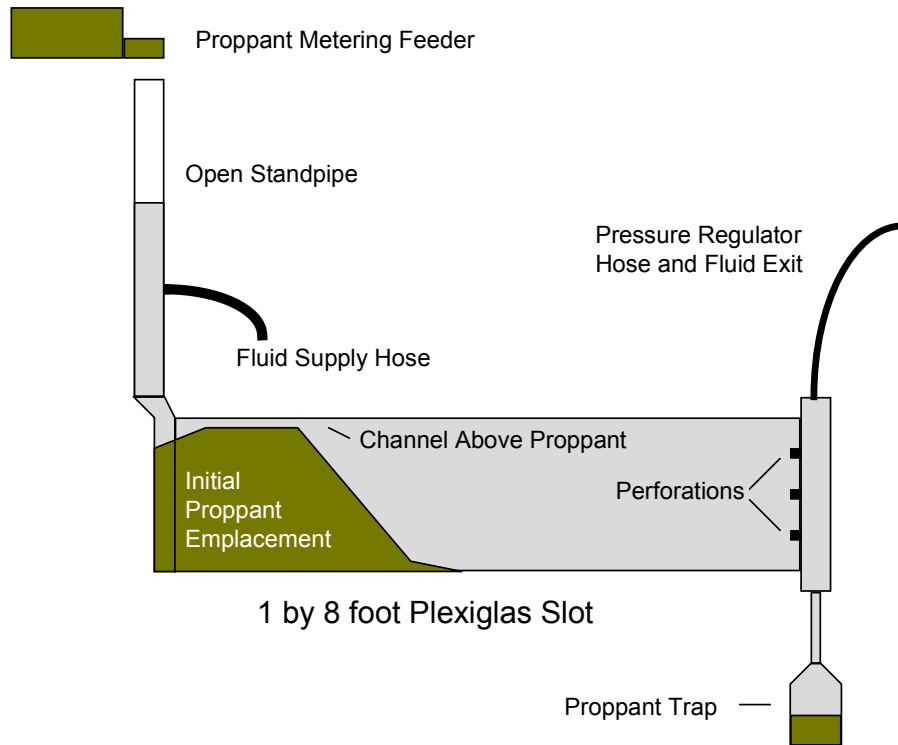 Proppant Metering Feeder
Open Standpipe
Pressure Regulator
Hose and Fluid Exit
Fluid Supply Hose
Channel Above Proppant
Initial
Proppant
Emplacement
Perforations
1 by 8 foot Plexiglas Slot
Proppant Trap